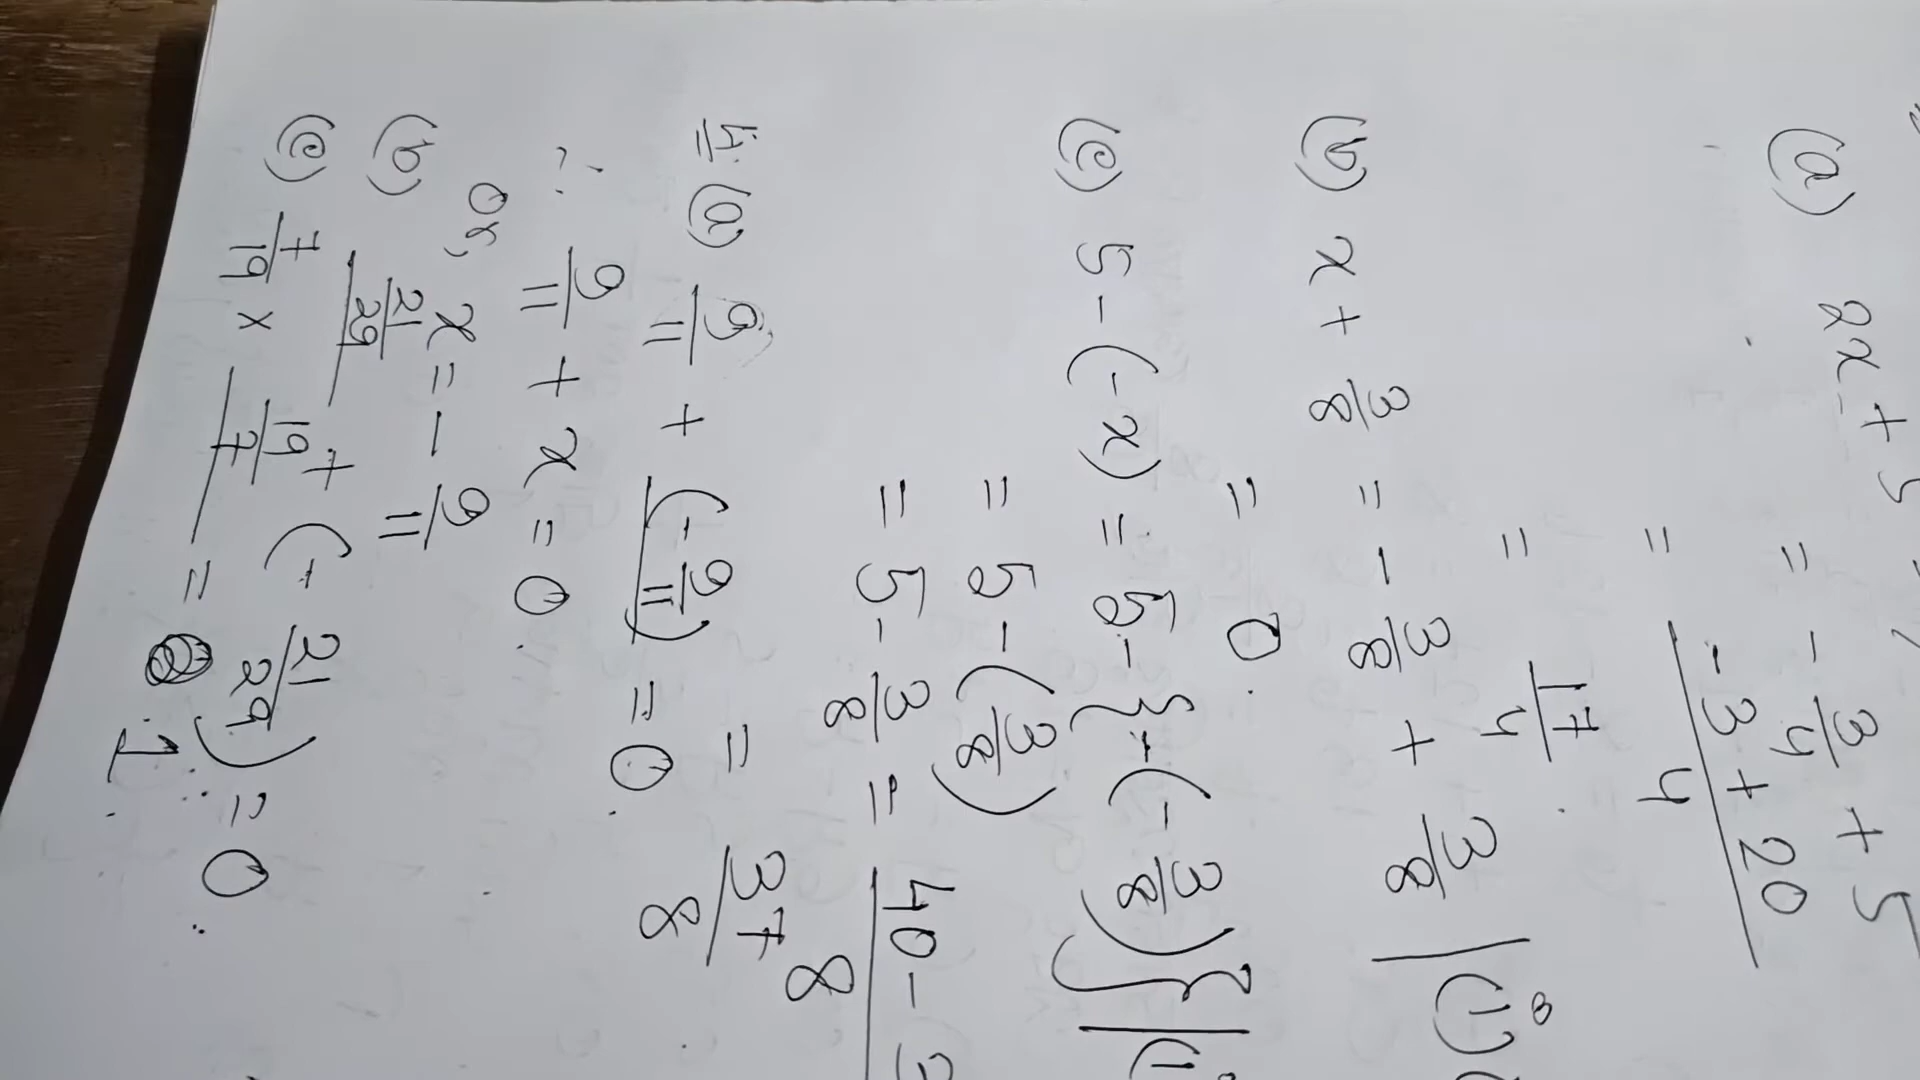 (a) 2x + 5 = - 3/4 + 5
= -3 + 20 / 4
= 17/4 .
(b) x + 3/8 = - 3/8 + 3/8
= 0 .
(c) 5 - (-x) = 5 - { - (- 3/8 ) }
= 5 - ( 3/8 )
= 5 - 3/8 = 40 -
8
= 37/8
4. (a) 9/11 + (- 9/11 ) = 0 .
∴ 9/11 + x = 0 .
or, x = - 9/11
(b) 21/29 + (- 21/29 ) = 0 .
(c) 7/19 x 19/7 = 1 .